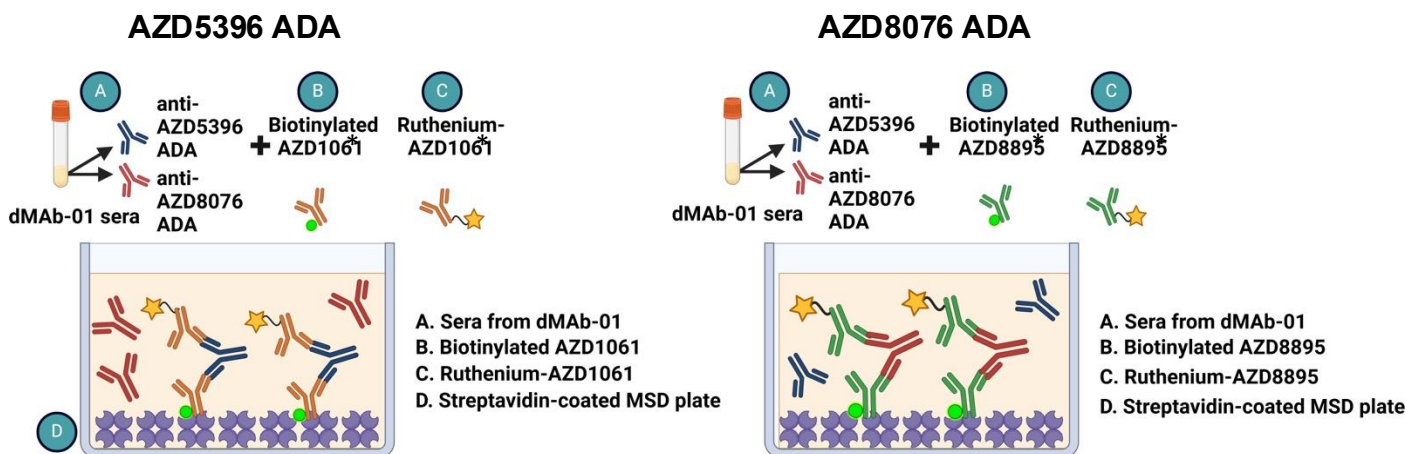 AZD5396 ADA
A
anti-
AZD5396
ADA
anti-
AZD8076
ADA
dMAb-01 sera
+
B
Biotinylated
AZD1061*
C
Ruthenium-
AZD1061*
D
A. Sera from dMAb-01
B. Biotinylated AZD1061
C. Ruthenium-AZD1061
D. Streptavidin-coated MSD plate
AZD8076 ADA
A
anti-
AZD5396
ADA
anti-
AZD8076
ADA
dMAb-01 sera
+
B
Biotinylated
AZD8895*
C
Ruthenium-
AZD8895*
A. Sera from dMAb-01
B. Biotinylated AZD8895
C. Ruthenium-AZD8895
D. Streptavidin-coated MSD plate